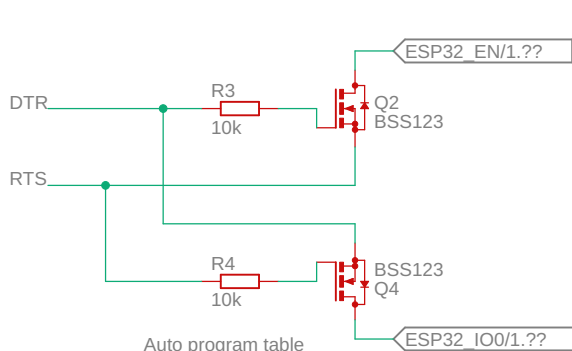 ESP32_EN/1.??
R3
DTR
Q2
10k
BSS123
RTS
R4
BSS123
10k
Q4
ESP32_IO0/1.??
Auto program table